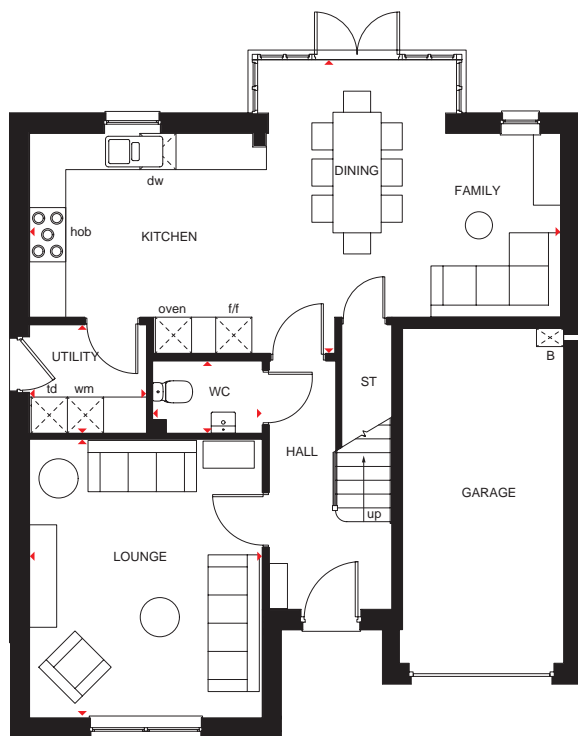 DINING
dw
FAMILY
hob
KITCHEN
oven
f/f
UTILITY
B
td
wm
WC
ST
HALL
GARAGE
up
LOUNGE